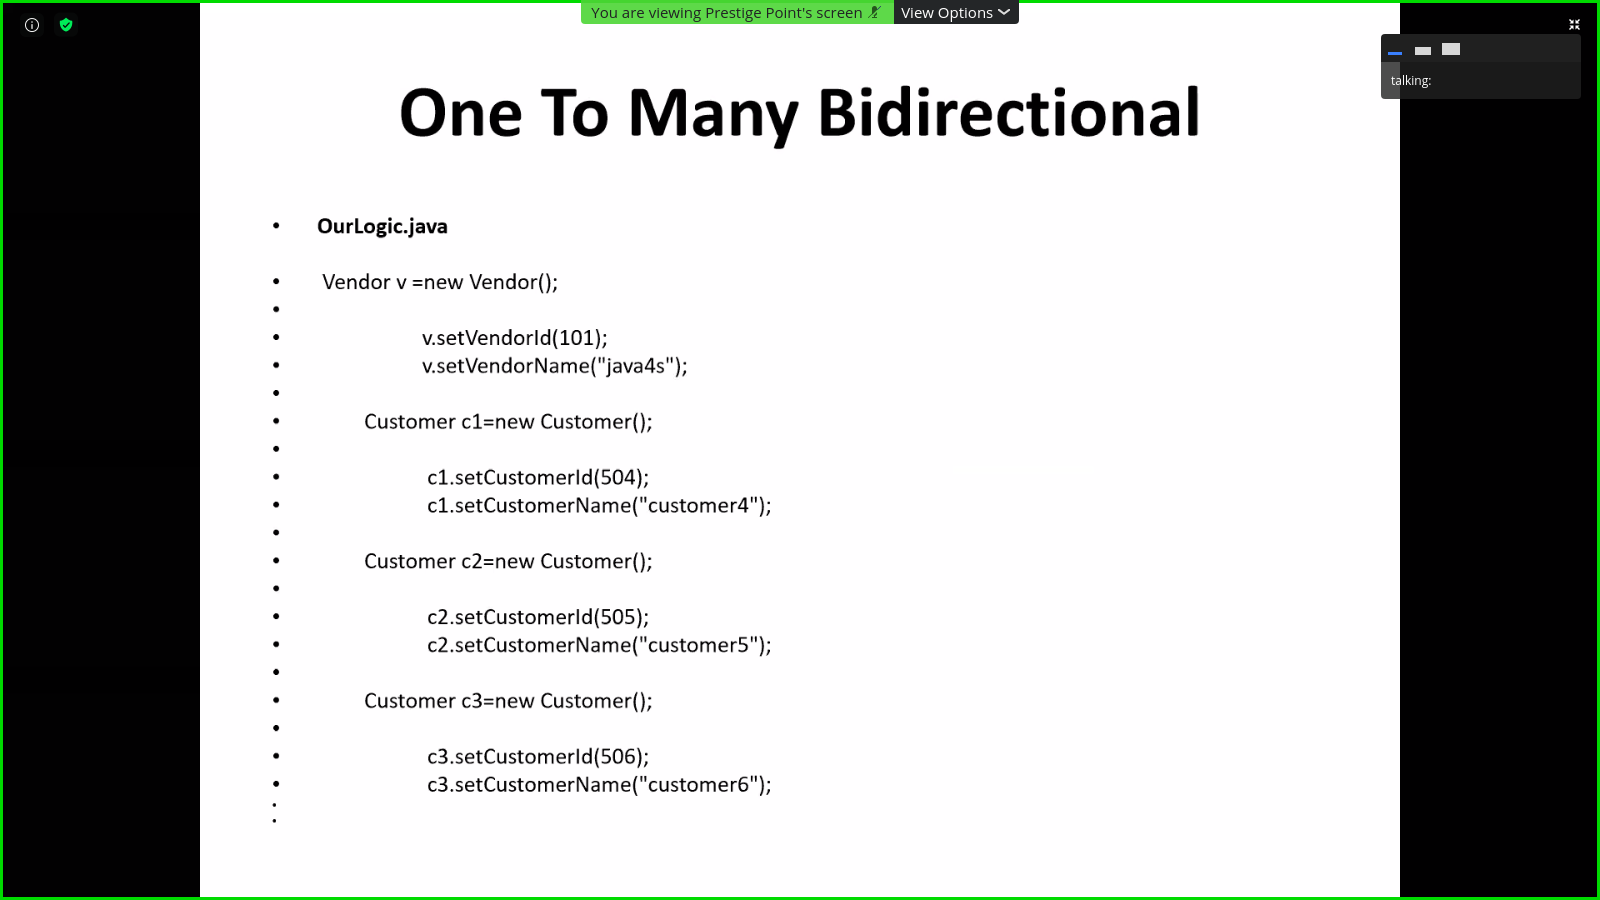 You are viewing Prestige Point's screen
View Options
talking:
One To Many Bidirectional
• OurLogic.java
• Vendor v =new Vendor();
•
• v.setVendorId(101);
• v.setVendorName("java4s");
•
• Customer c1=new Customer();
•
• c1.setCustomerId(504);
• c1.setCustomerName("customer4");
•
• Customer c2=new Customer();
•
• c2.setCustomerId(505);
• c2.setCustomerName("customer5");
•
• Customer c3=new Customer();
•
• c3.setCustomerId(506);
• c3.setCustomerName("customer6");
•
•